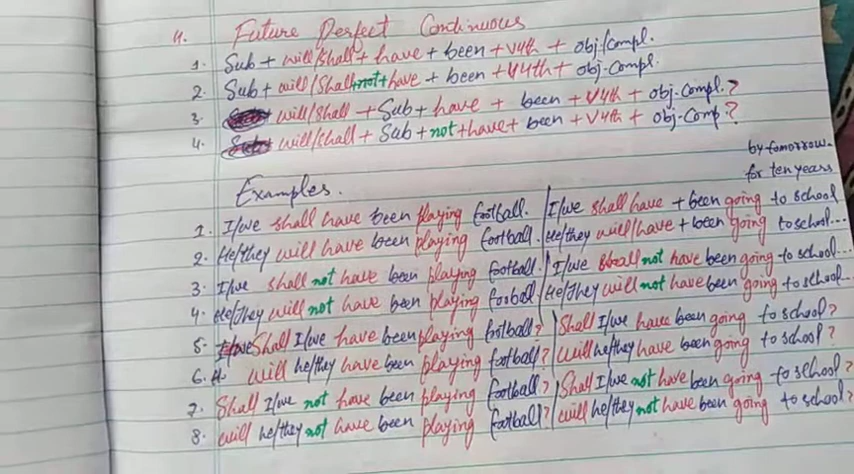 4. Future Perfect Continuous
1. Sub + will/shall + have + been + V4th + obj/compl.
2. Sub + will/Shall+not+have + been + V4th + obj-compl.
3. will/shall + Sub + have + been + V4th + obj-Compl.?
4. will/shall + Sub + not + have + been + V4th + obj-Comp.?
by tomorrow.
for ten years
Examples.
1. I/we shall have been playing football. I/we shall have + been going to school
2. He/they will have been playing football. He/they will/have + been going to school...
3. I/we shall not have been playing football. I/we shall not have been going to school...
4. He/they will not have been playing football He/they will not have been going to school...
5. Shall I/we have been playing football? Shall I/we have been going to school?
6. will he/they have been playing football? will he/they have been going to school?
7. Shall I/we not have been playing football? Shall I/we not have been going to school?
8. will he/they not have been playing football? will he/they not have been going to school?